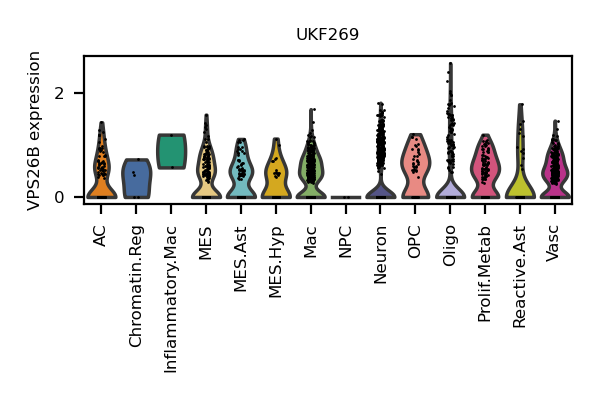 UKF269
VPS26B expression
2
0
AC
Chromatin.Reg
Inflammatory.Mac
MES
MES.Ast
MES.Hyp
Mac
NPC
Neuron
OPC
Oligo
Prolif.Metab
Reactive.Ast
Vasc